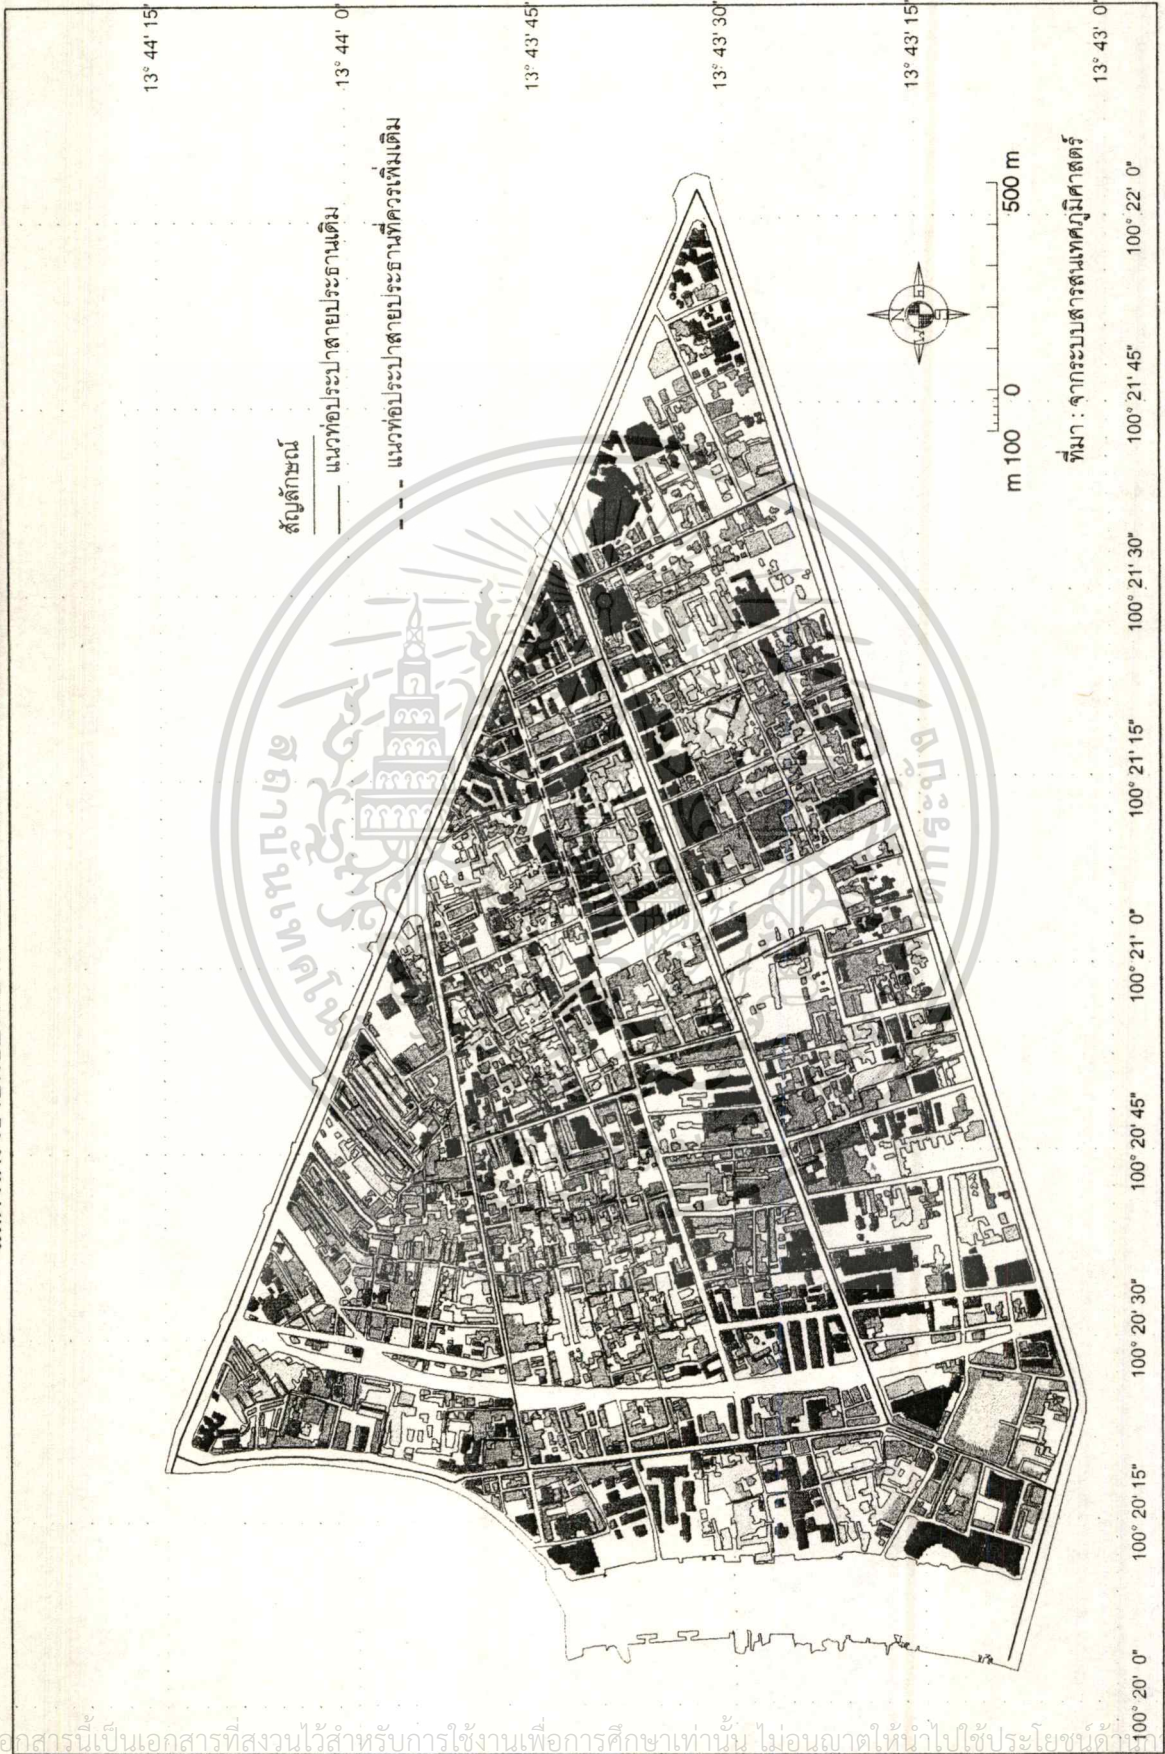 สัญลักษณ์
แนวท่อประปาสายประธานเดิม
แนวท่อประปาสายประธานที่ควรเพิ่มเติม
13° 44' 15'
13° 44' 0'
13° 43' 45'
13° 43' 30'
13° 43' 15'
13° 43' 0'
m 100 0 500 m
ที่มา : จากระบบสารสนเทศภูมิศาสตร์
100° 20' 0"
100° 20' 15"
100° 20' 30"
100° 20' 45"
100° 21' 0"
100° 21' 15"
100° 21' 30"
100° 21' 45"
100° 22' 0"
สถาบันเทคโน
อกสารนี้เป็นเอกสารที่สงวนไว้สำหรับการใช้งานเพื่อการศึกษาเท่านั้น ไม่อนุญาตให้นำไปใช้ประโยชน์ด้าน